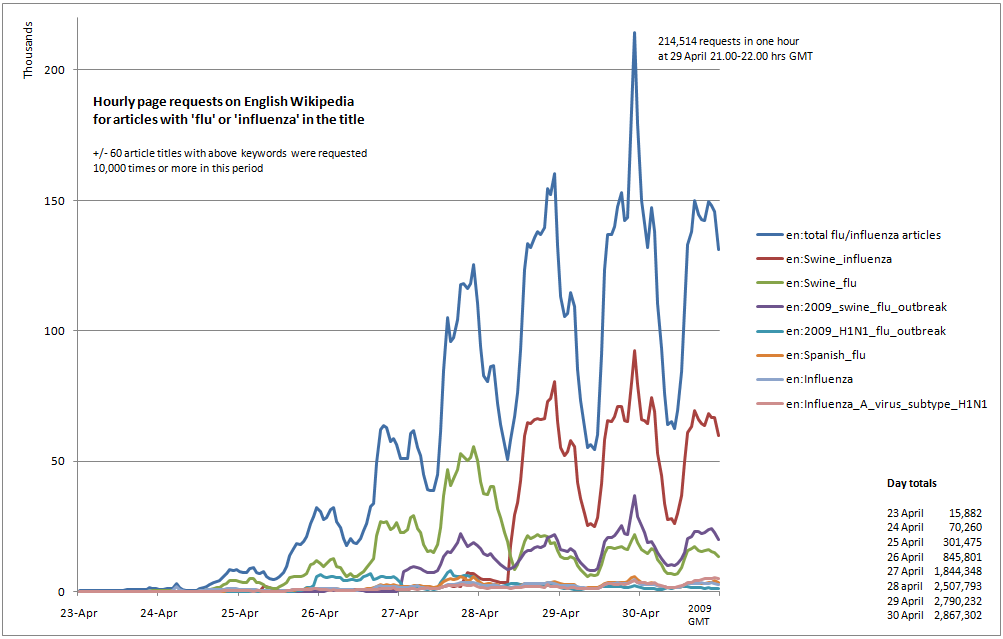 Thousands
214,514 requests in one hour
at 29 April 21.00-22.00 hrs GMT
200
Hourly page requests on English Wikipedia
for articles with 'flu' or 'influenza' in the title
+/- 60 article titles with above keywords were requested
10,000 times or more in this period
150
100
50
0
23-Apr 24-Apr 25-Apr 26-Apr 27-Apr 28-Apr 29-Apr 30-Apr 2009
GMT
en:total flu/influenza articles
en:Swine_influenza
en:Swine_flu
en:2009_swine_flu_outbreak
en:2009_H1N1_flu_outbreak
en:Spanish_flu
en:Influenza
en:Influenza_A_virus_subtype_H1N1
Day totals
23 April 15,882
24 April 70,260
25 April 301,475
26 April 845,801
27 April 1,844,348
28 april 2,507,793
29 April 2,790,232
30 April 2,867,302